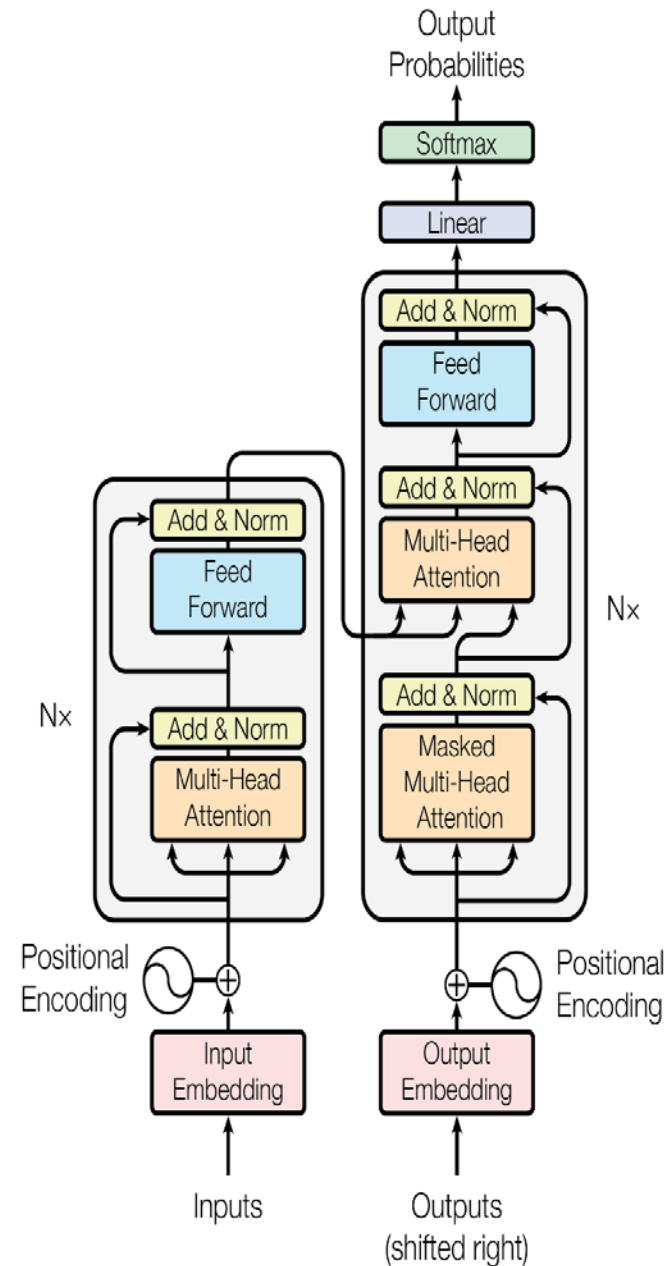 Output
Probabilities
Softmax
Linear
Add & Norm
Feed
Forward
Add & Norm
Multi-Head
Attention
Nx
Add & Norm
Masked
Multi-Head
Attention
Add & Norm
Feed
Forward
Nx
Add & Norm
Multi-Head
Attention
Positional
Encoding
Positional
Encoding
Input
Embedding
Output
Embedding
Inputs
Outputs
(shifted right)